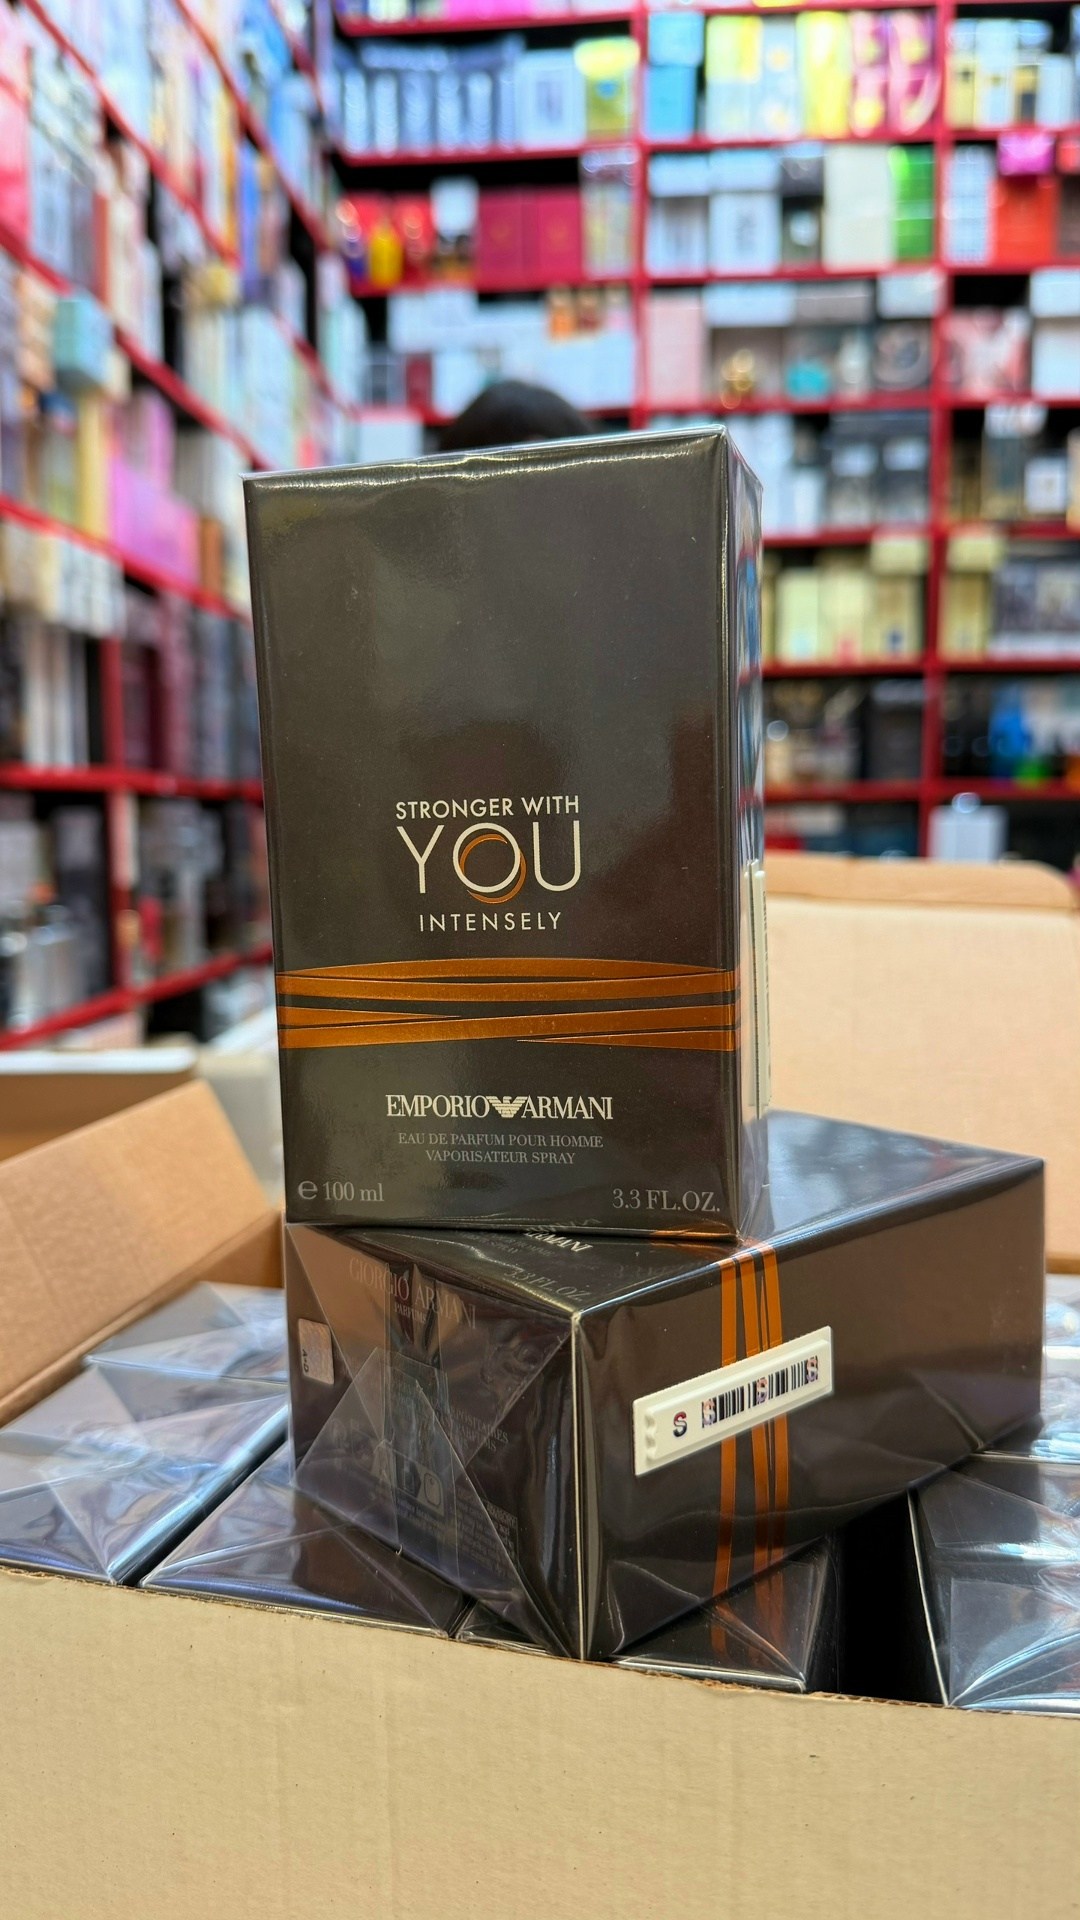 STRONGER WITH
YOU
INTENSELY
EMPORIO ARMANI
EAU DE PARFUM POUR HOMME
VAPORISATEUR SPRAY
e 100 ml 3.3 FL.OZ.
GIORGIO ARMANI
PARFUMS
S